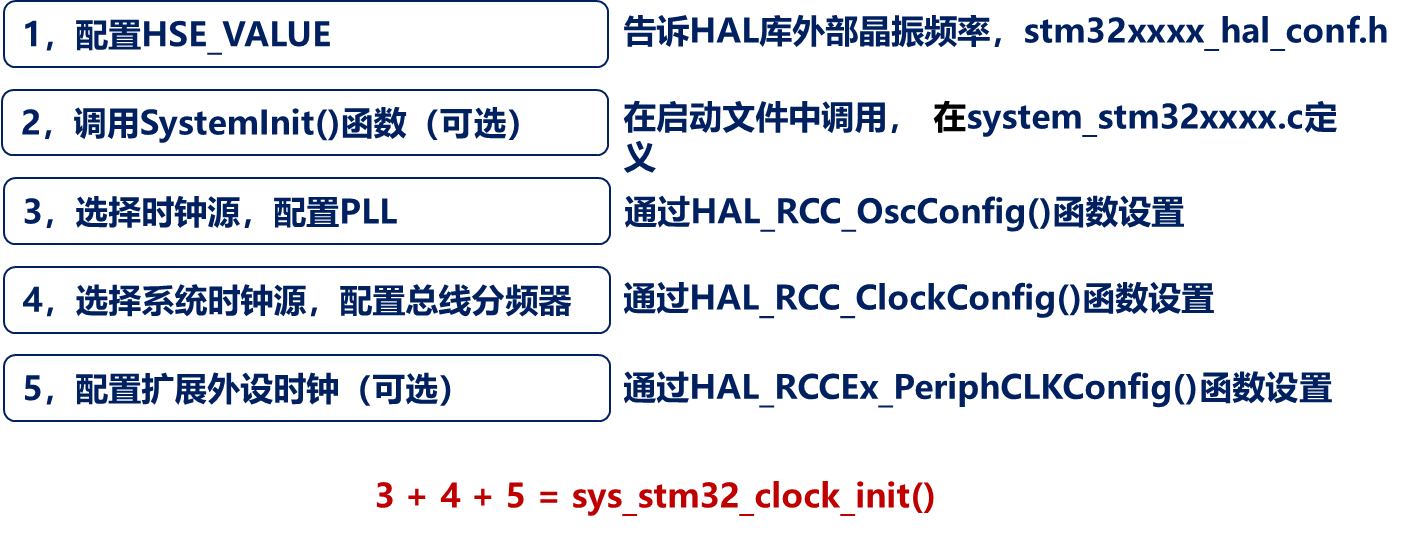 1，配置HSE_VALUE
告诉HAL库外部晶振频率，stm32xxxx_hal_conf.h
2，调用SystemInit()函数（可选）
在启动文件中调用， 在system_stm32xxxx.c定
义
3，选择时钟源，配置PLL
通过HAL_RCC_OscConfig()函数设置
4，选择系统时钟源，配置总线分频器
通过HAL_RCC_ClockConfig()函数设置
5，配置扩展外设时钟（可选）
通过HAL_RCCEx_PeriphCLKConfig()函数设置
3 + 4 + 5 = sys_stm32_clock_init()